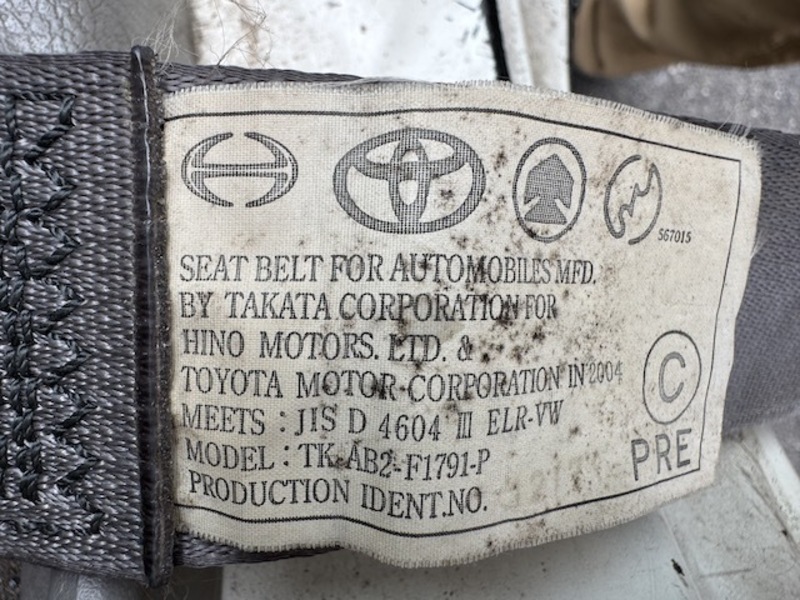 567015
SEAT BELT FOR AUTOMOBILES MFD.
BY TAKATA CORPORATION FOR
HINO MOTORS. LTD. &
TOYOTA MOTOR CORPORATION IN 2004
MEETS : JIS D 4604 III ELR-VW
MODEL : TK-AB2-F1791-P
PRODUCTION IDENT.NO.
C
PRE